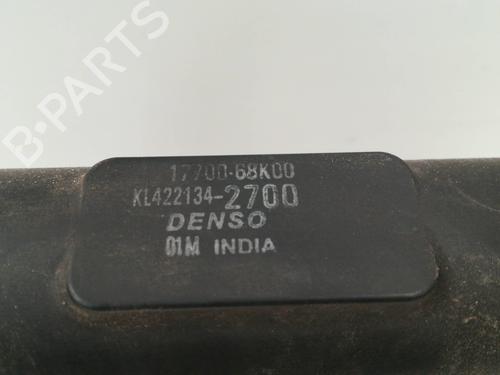 B-PARTS
17700-68K00
KL422134-2700
DENSO
01M INDIA